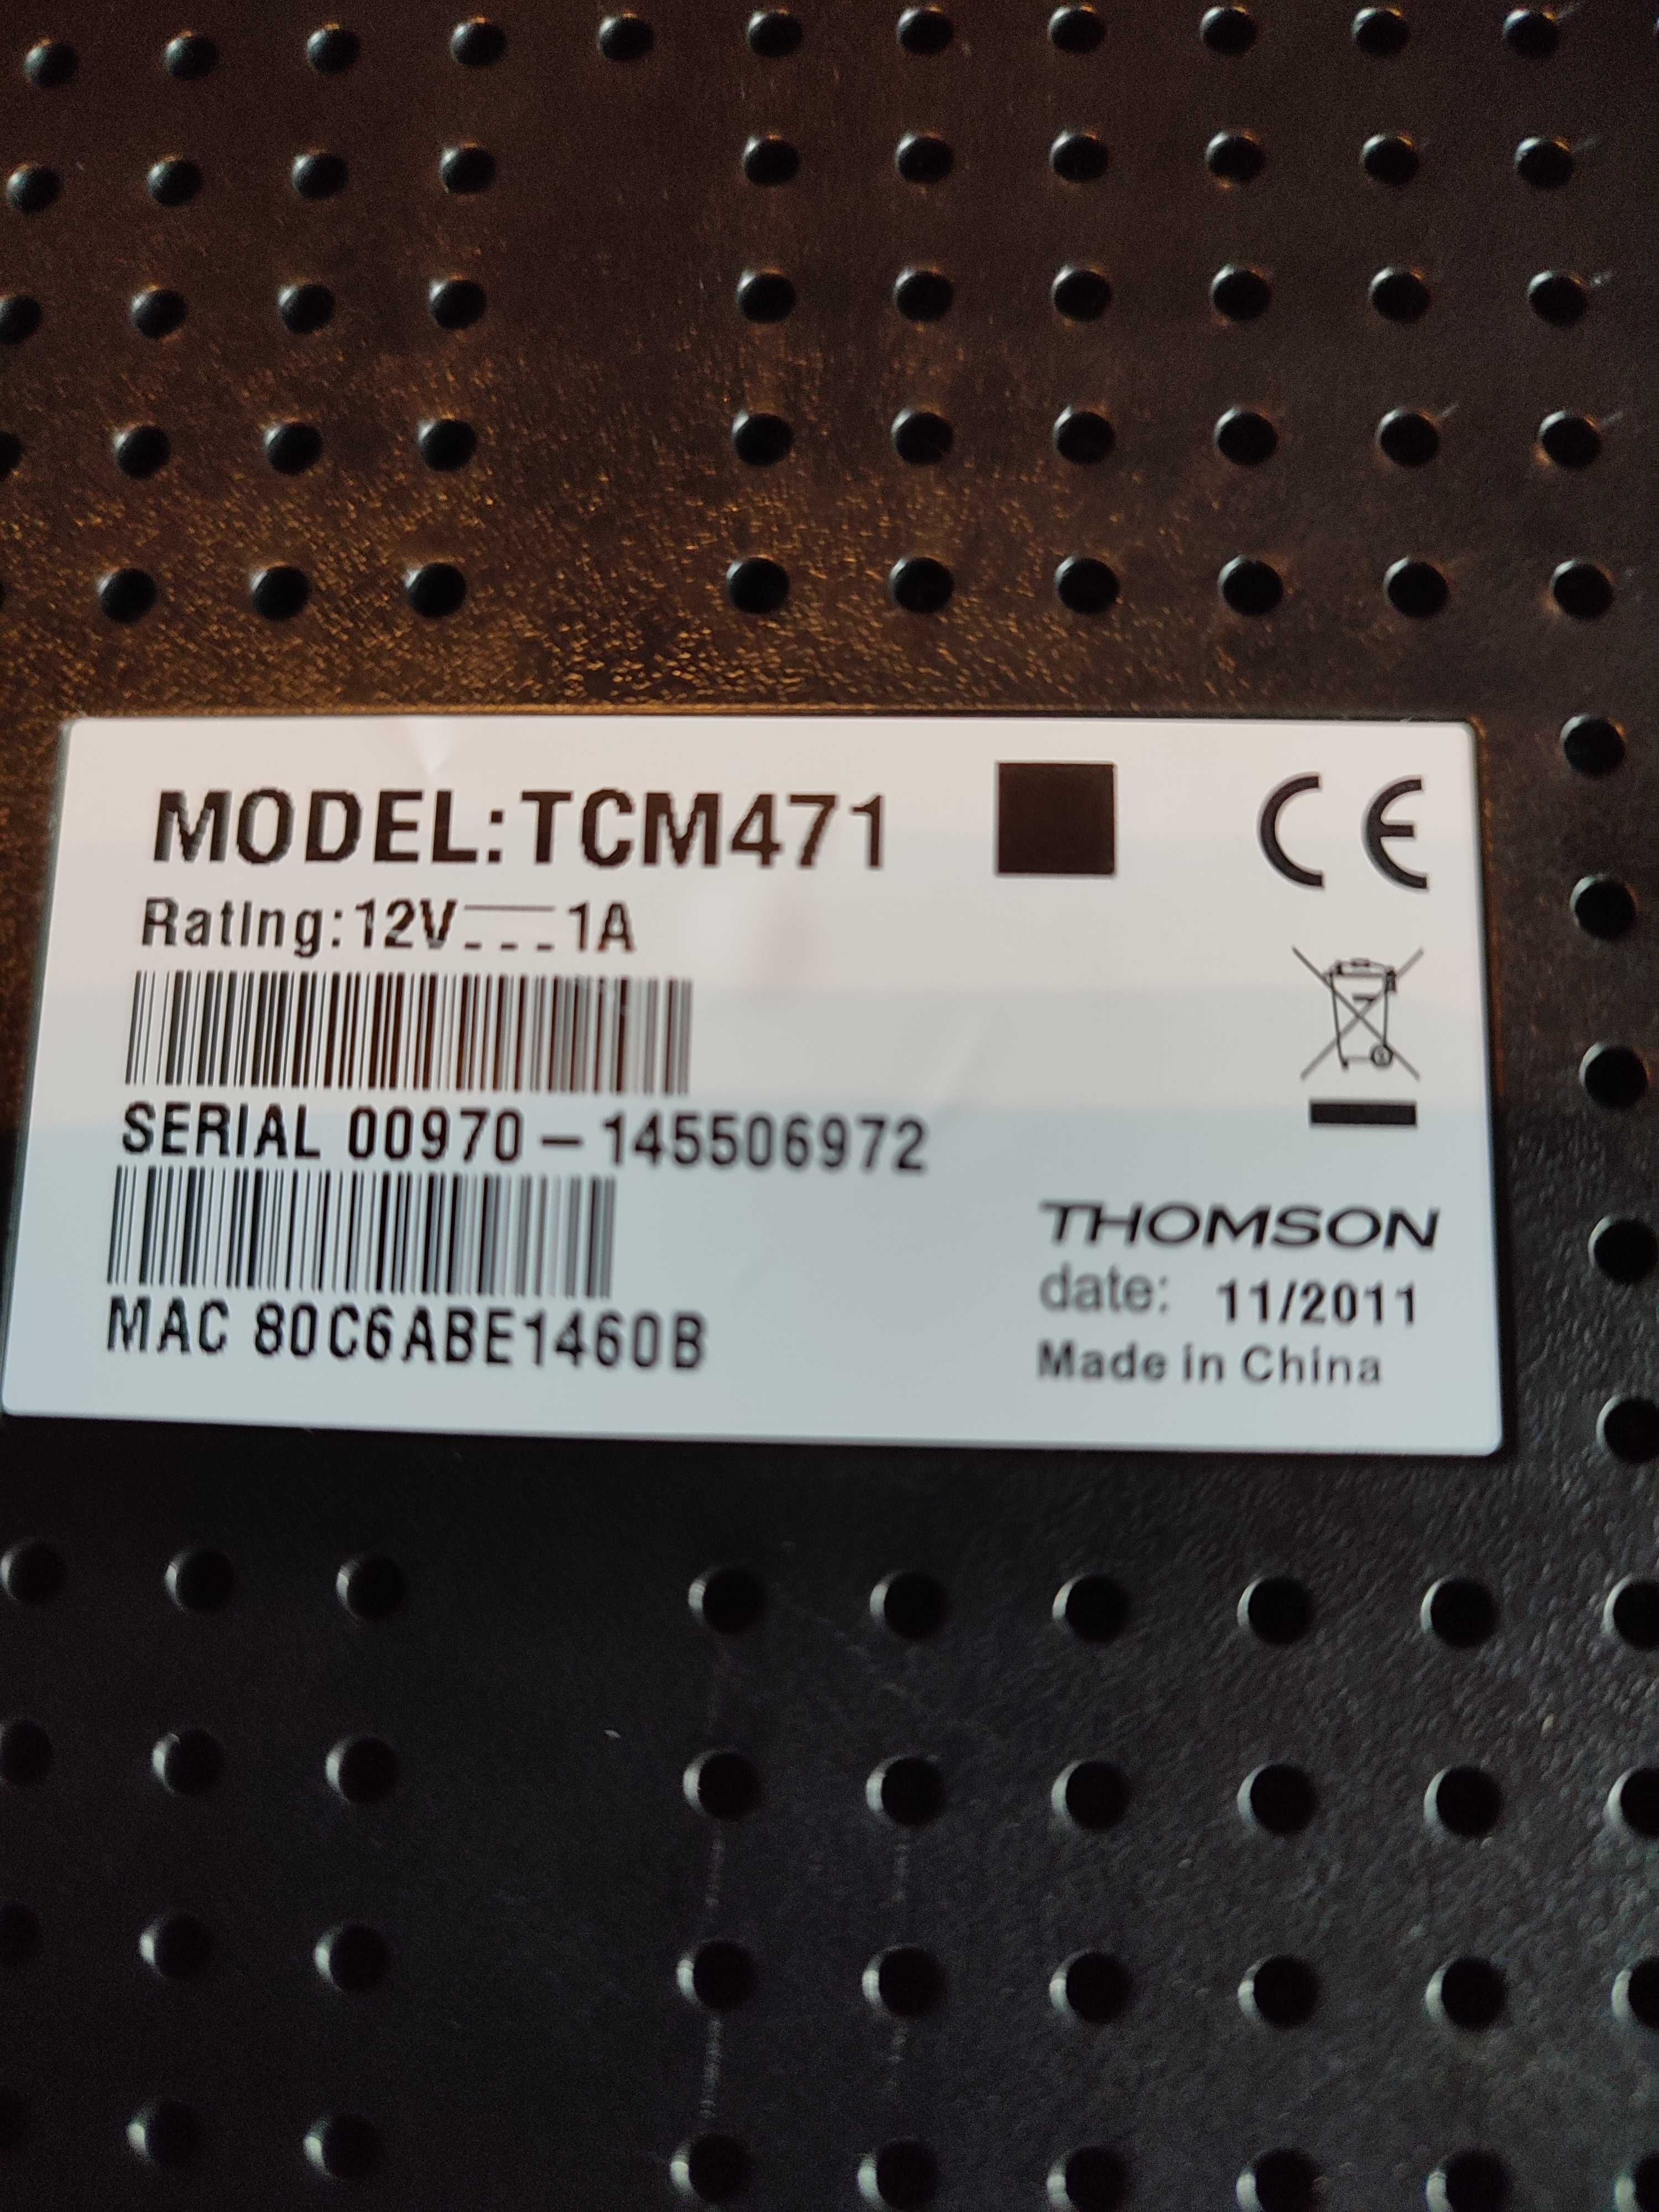 MODEL:TCM471
CE
Rating:12V 1A
SERIAL 00970-145506972
MAC 80C6ABE1460B
THOMSON
date: 11/2011
Made in China